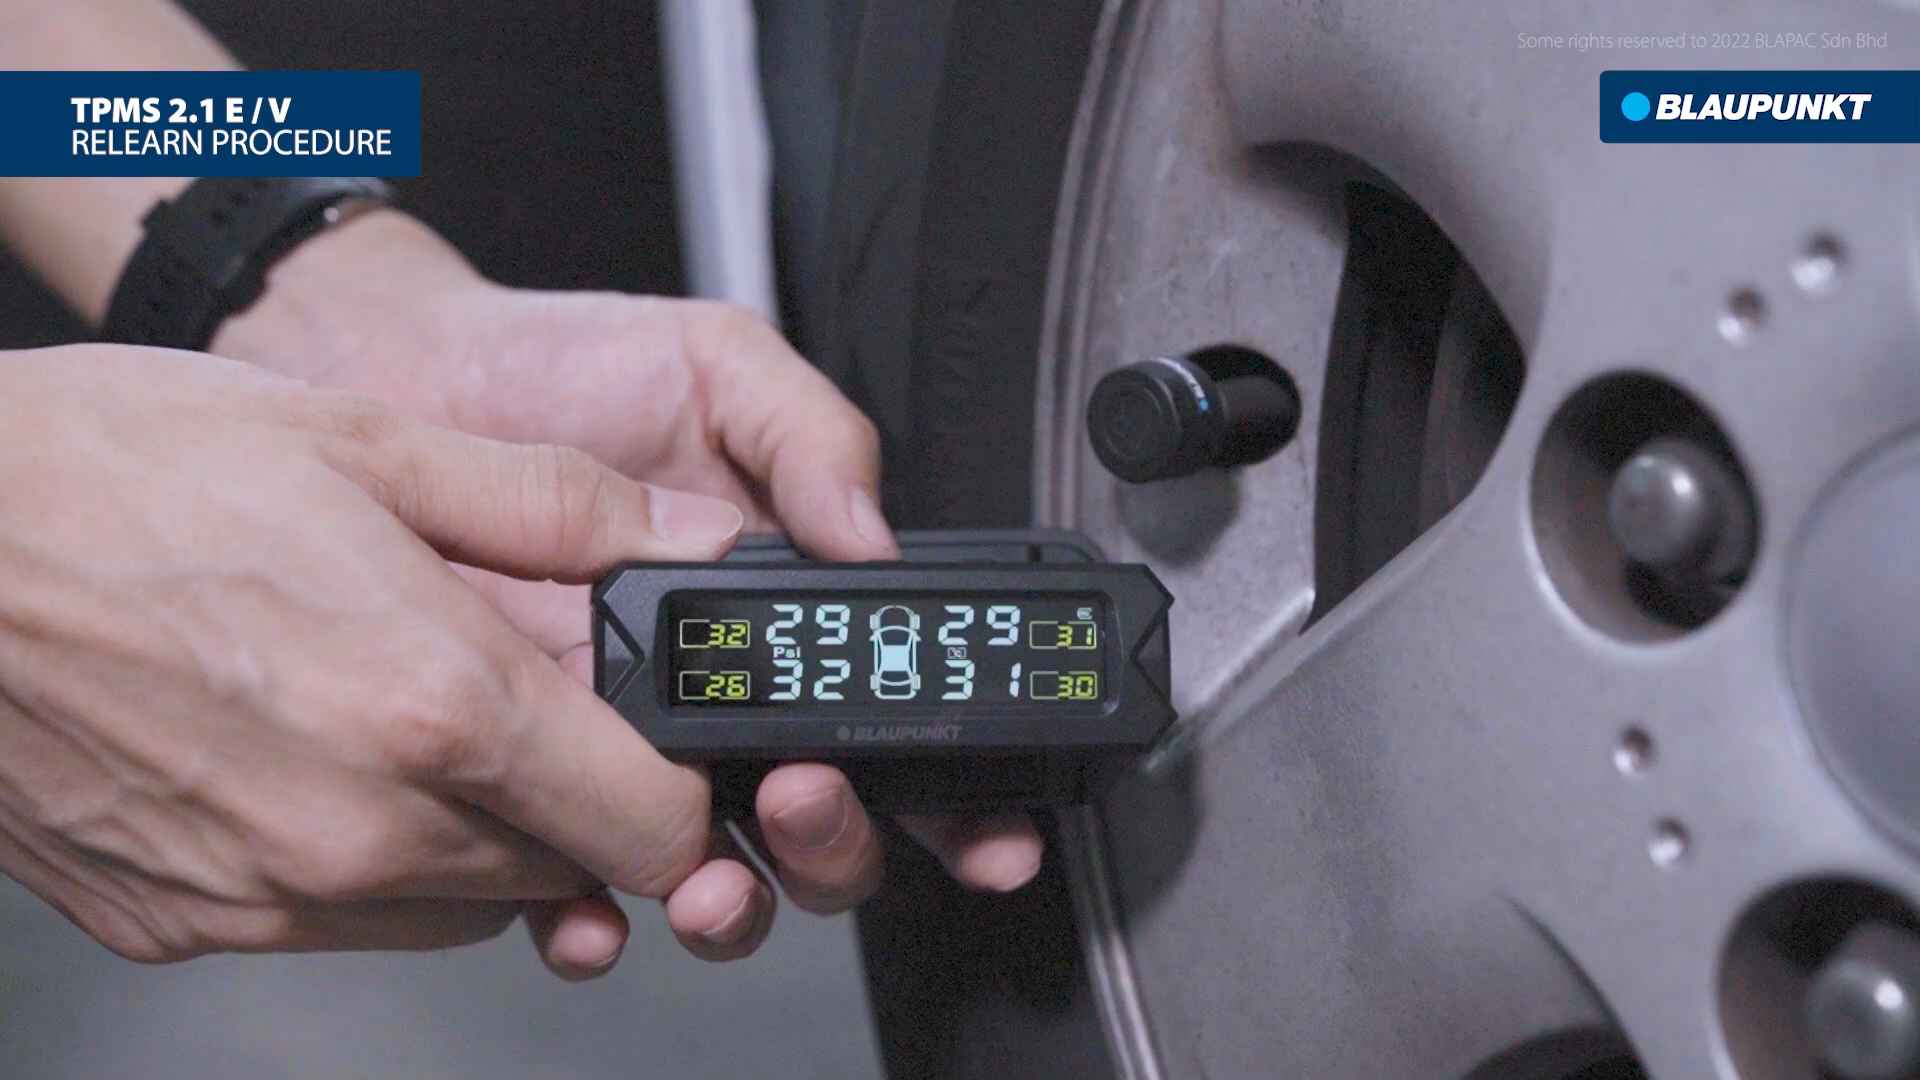 Some rights reserved to 2022 BLAPAC Sdn Bhd
TPMS 2.1 E / V
RELEARN PROCEDURE
BLAUPUNKT
32 29 29 31
Psi °C
26 32 31 30
BLAUPUNKT